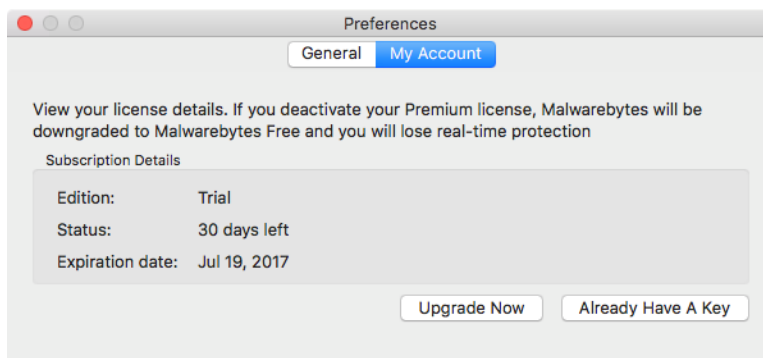 Preferences
General My Account
View your license details. If you deactivate your Premium license, Malwarebytes will be
downgraded to Malwarebytes Free and you will lose real-time protection
Subscription Details
Edition: Trial
Status: 30 days left
Expiration date: Jul 19, 2017
Upgrade Now Already Have A Key